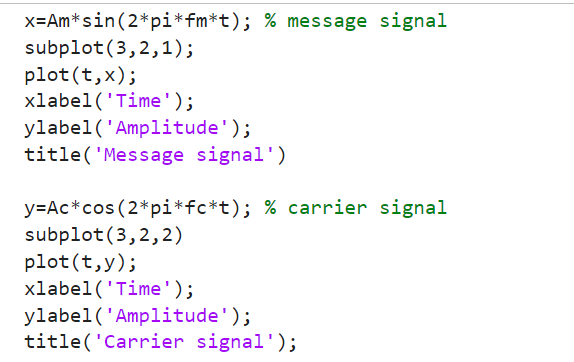 x=Am*sin(2*pi*fm*t); % message signal
subplot(3,2,1);
plot(t,x);
xlabel('Time');
ylabel('Amplitude');
title('Message signal')
y=Ac*cos(2*pi*fc*t); % carrier signal
subplot(3,2,2)
plot(t,y);
xlabel('Time');
ylabel('Amplitude');
title('Carrier signal');